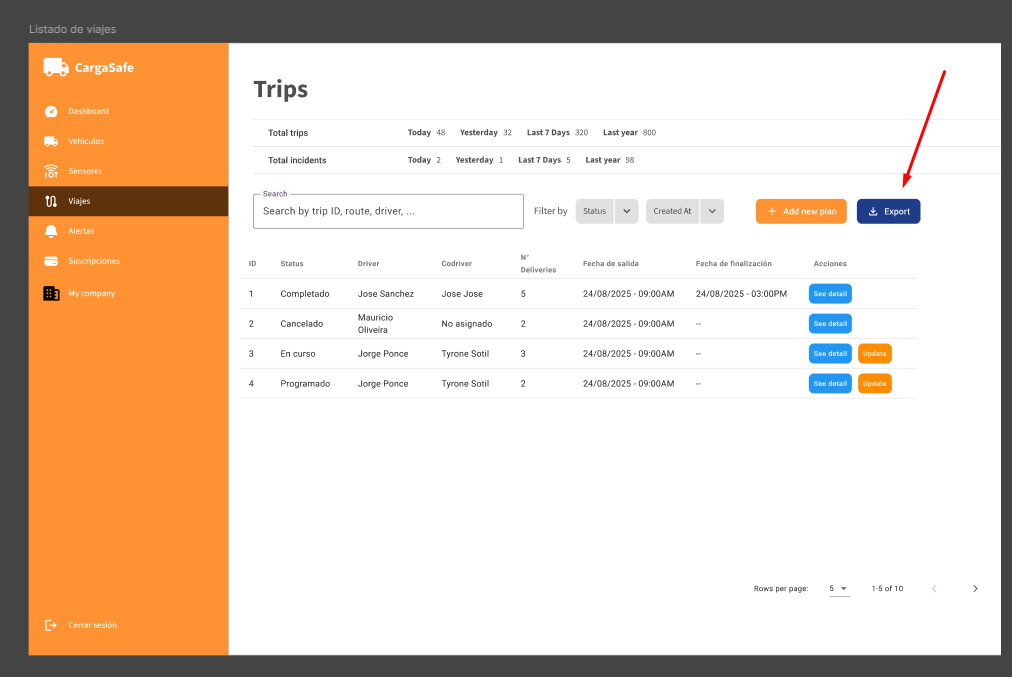 Listado de viajes
CargaSafe
Dashboard
Vehículos
Sensores
Viajes
Alertas
Suscripciones
My company
Cerrar sesión
Trips
Total trips Today 48 Yesterday 32 Last 7 Days 320 Last year 800
Total incidents Today 2 Yesterday 1 Last 7 Days 5 Last year 98
Search
Search by trip ID, route, driver, ...
Filter by Status Created At + Add new plan Export
ID Status Driver Codriver N° Deliveries Fecha de salida Fecha de finalización Acciones
1 Completado Jose Sanchez Jose Jose 5 24/08/2025 - 09:00AM 24/08/2025 - 03:00PM See detail
2 Cancelado Mauricio Oliveira No asignado 2 24/08/2025 - 09:00AM -- See detail
3 En curso Jorge Ponce Tyrone Sotil 3 24/08/2025 - 09:00AM -- See detail Update
4 Programado Jorge Ponce Tyrone Sotil 2 24/08/2025 - 09:00AM -- See detail Update
Rows per page: 5 1-5 of 10